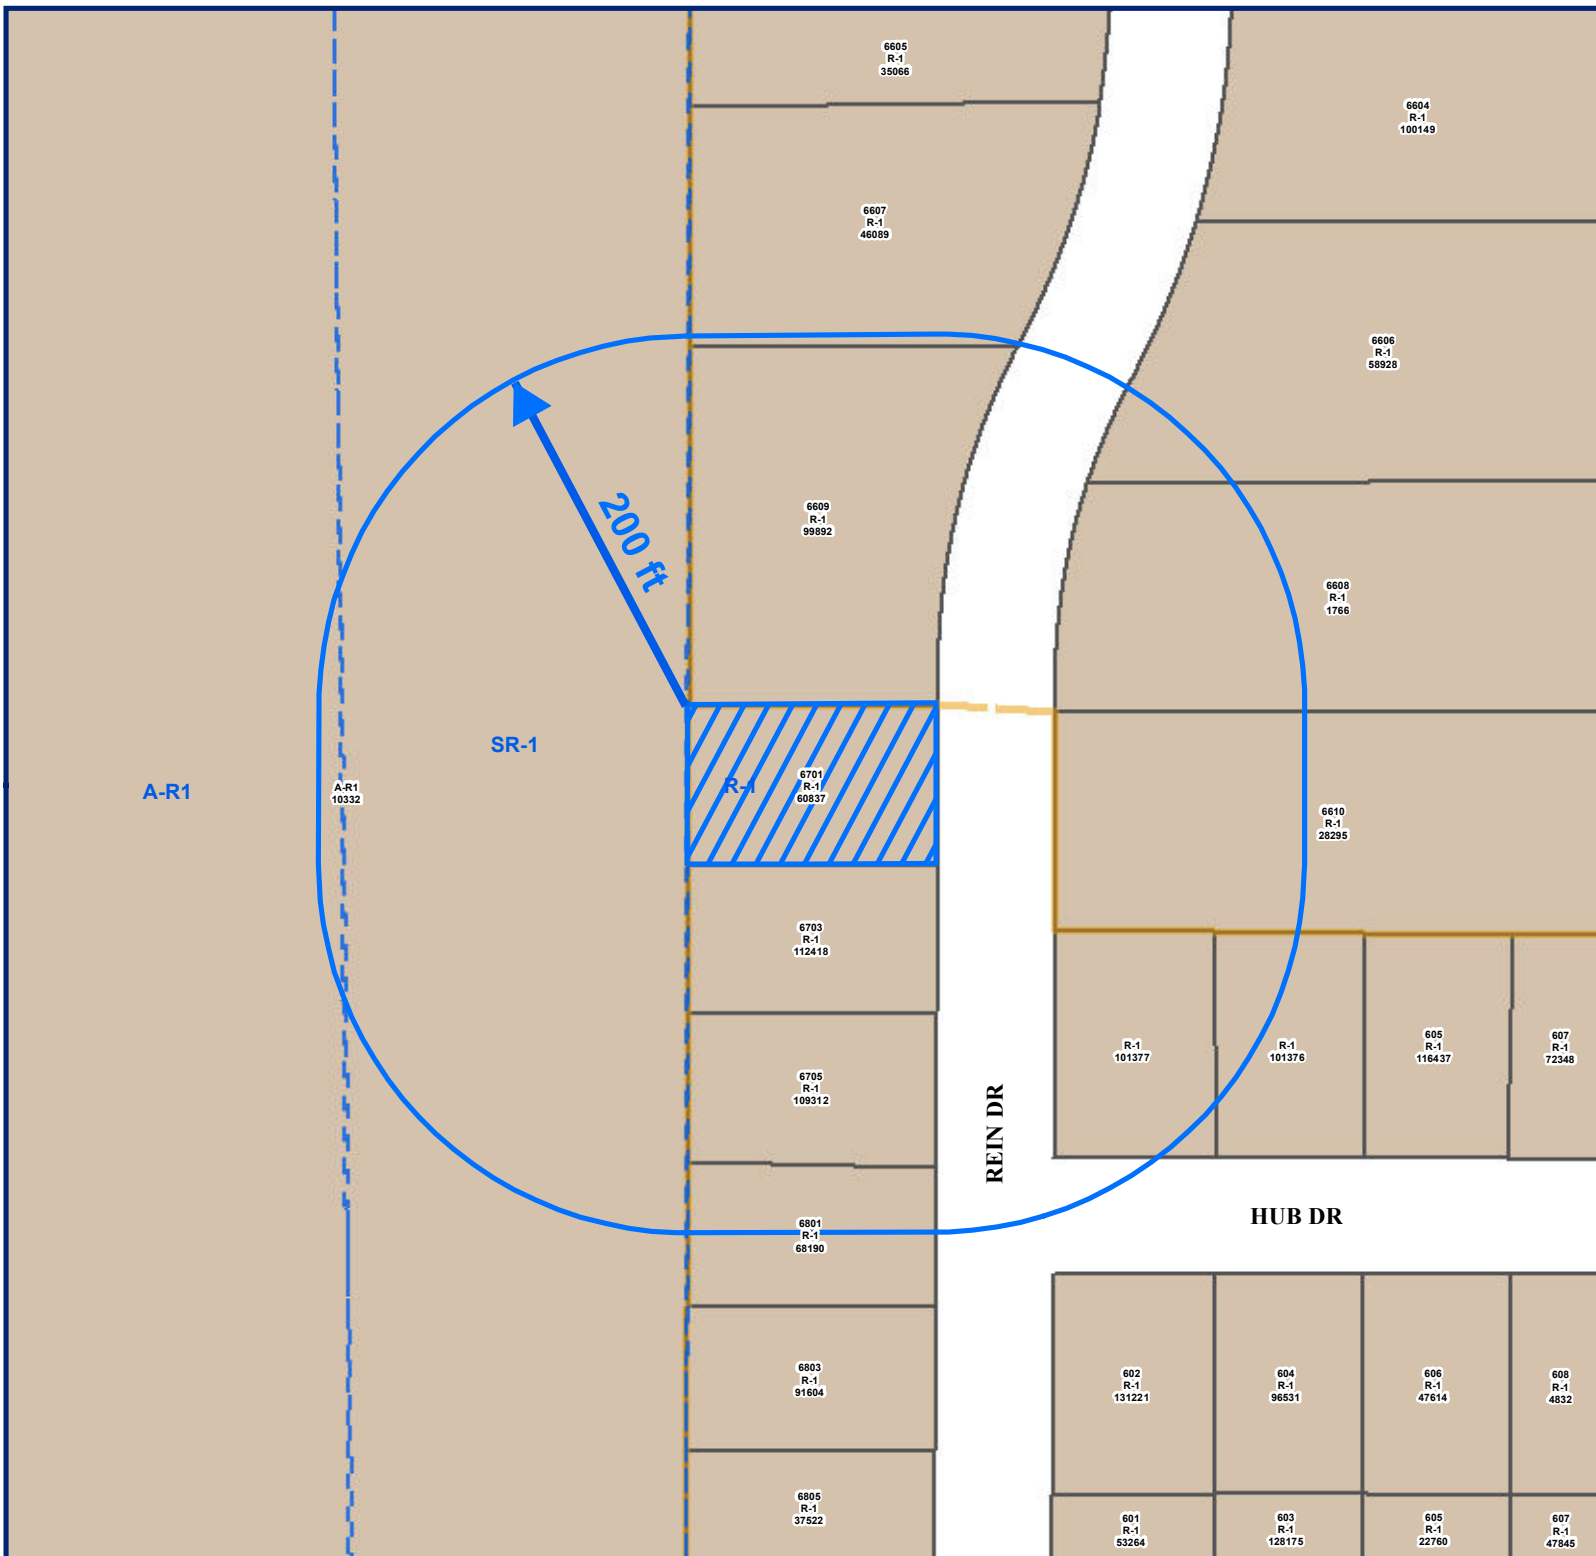 6605
R-1
35066
6604
R-1
100149
6607
R-1
46089
6606
R-1
58928
200 ft
6609
R-1
99892
6608
R-1
1766
SR-1
A-R1
A-R1
10332
R-1
6701
R-1
60837
6610
R-1
28295
6703
R-1
112418
R-1
101377
R-1
101376
605
R-1
116437
607
R-1
72348
6705
R-1
109312
REIN DR
HUB DR
6801
R-1
68190
6803
R-1
91604
602
R-1
131221
604
R-1
96531
606
R-1
47614
608
R-1
4832
6805
R-1
37522
601
R-1
53264
603
R-1
128175
605
R-1
22760
607
R-1
47845